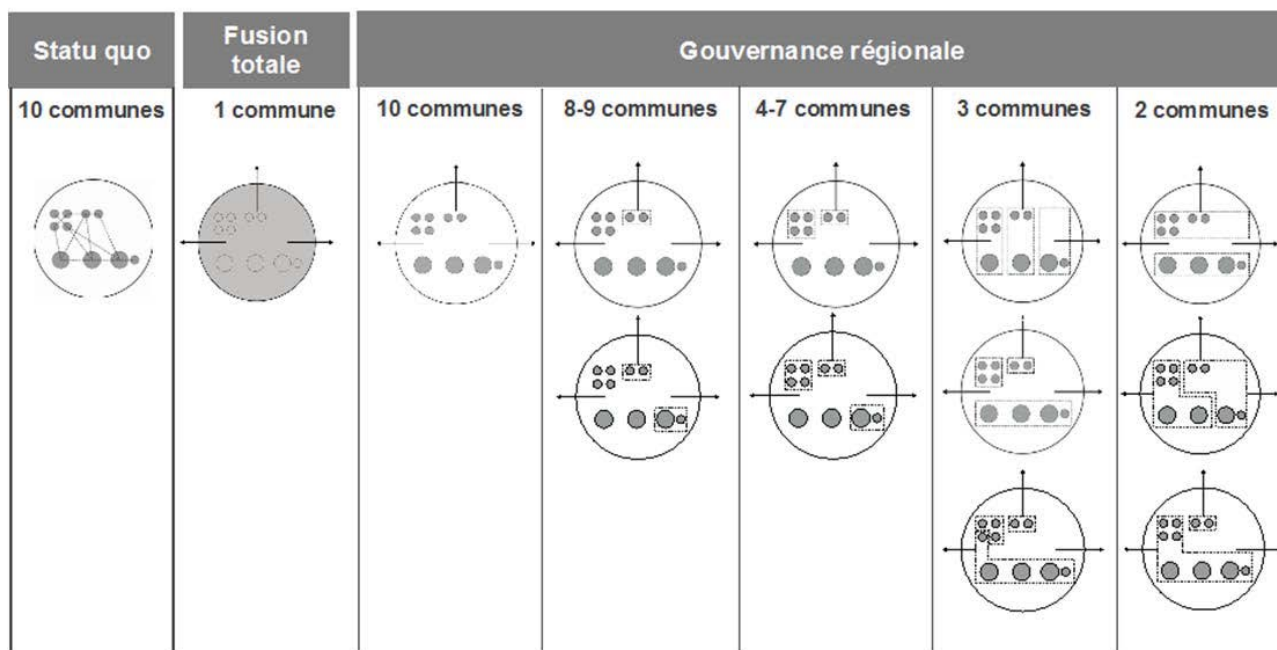 Statu quo
Fusion
totale
Gouvernance régionale
10 communes
1 commune
10 communes
8-9 communes
4-7 communes
3 communes
2 communes